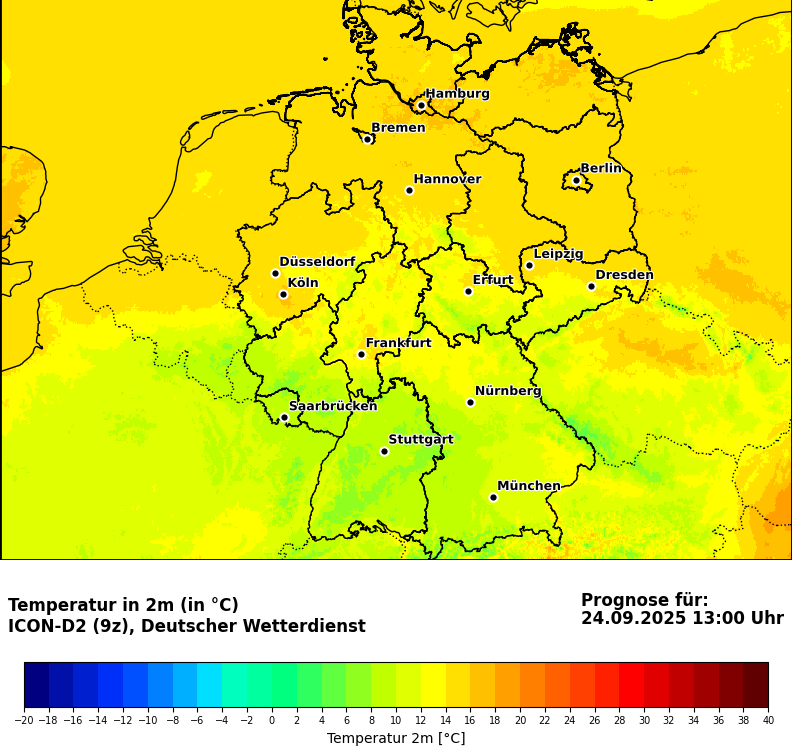 Hamburg
Bremen
Berlin
Hannover
Leipzig
Düsseldorf
Dresden
Köln
Erfurt
Frankfurt
Nürnberg
Saarbrücken
Stuttgart
München
Temperatur in 2m (in °C)
ICON-D2 (9z), Deutscher Wetterdienst
Prognose für:
24.09.2025 13:00 Uhr
−20 −18 −16 −14 −12 −10 −8 −6 −4 −2 0 2 4 6 8 10 12 14 16 18 20 22 24 26 28 30 32 34 36 38 40
Temperatur 2m [°C]